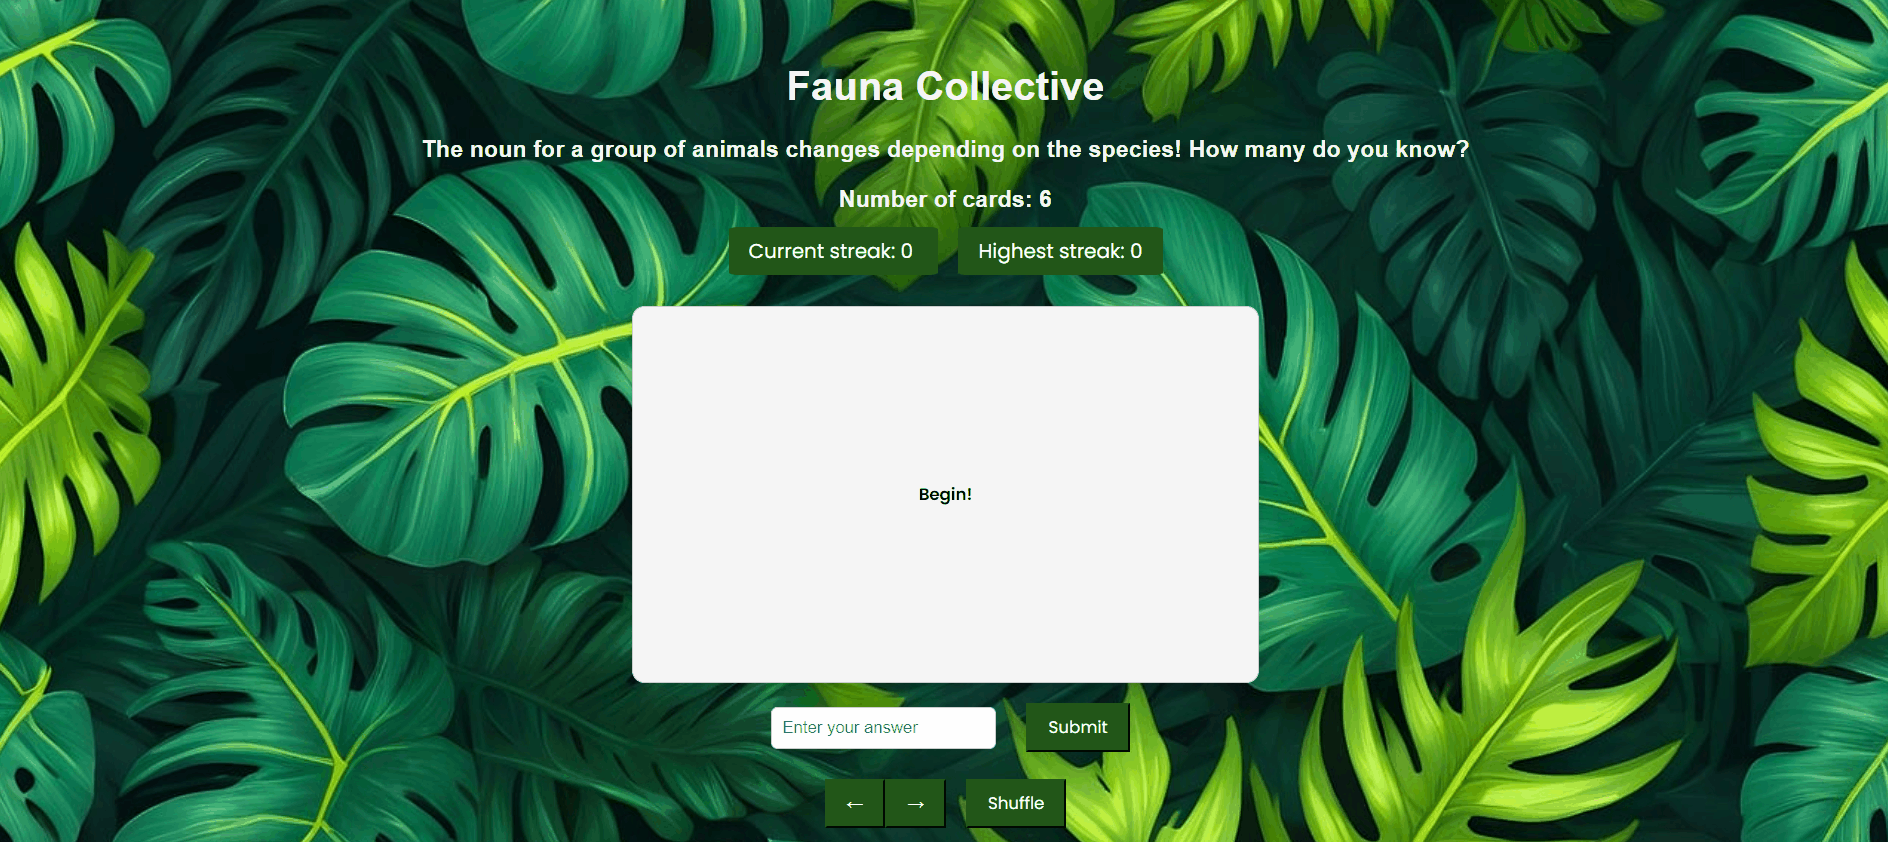 Fauna Collective
The noun for a group of animals changes depending on the species! How many do you know?
Number of cards: 6
Current streak: 0
Highest streak: 0
Begin!
Enter your answer
Submit
← → Shuffle